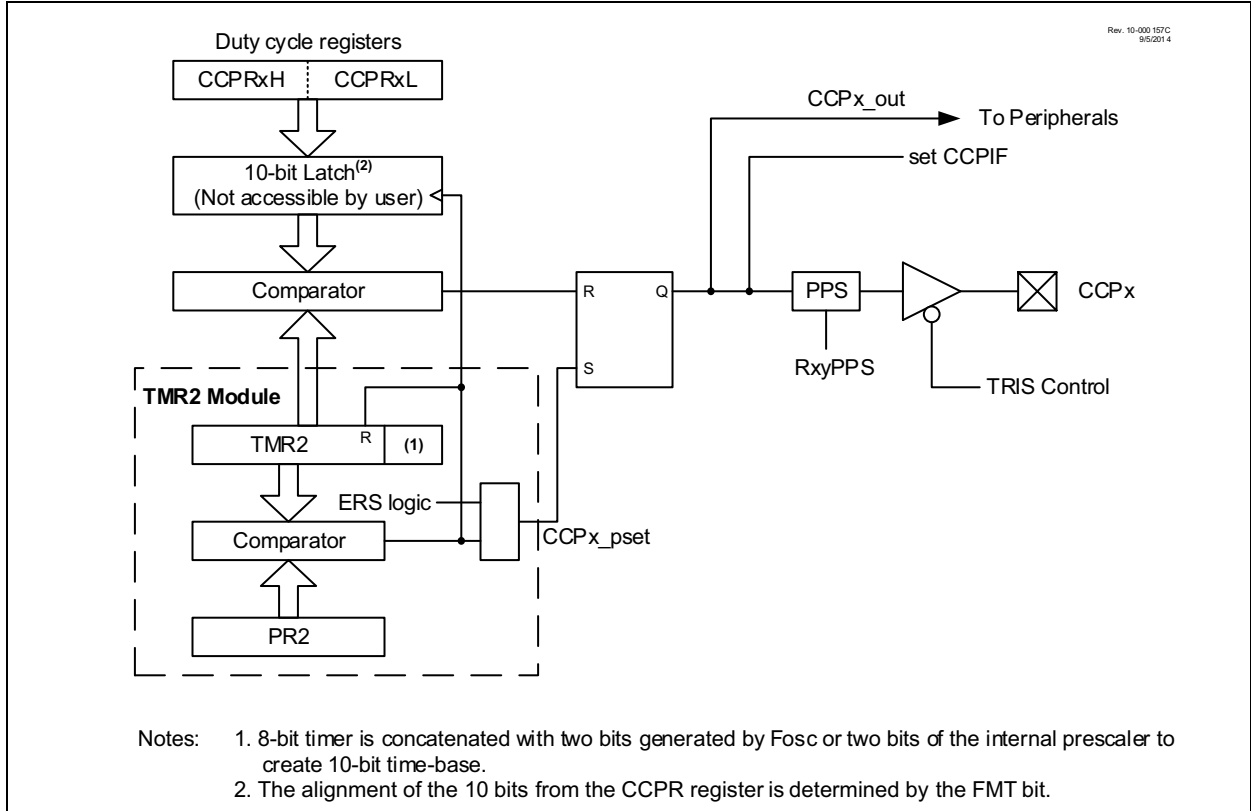 Rev. 10-000 157C
9/5/201 4
Duty cycle registers
CCPRxH CCPRxL
CCPx_out
To Peripherals
set CCPIF
10-bit Latch(2)
(Not accessible by user)
Comparator
R Q
PPS
CCPx
S
RxyPPS
TRIS Control
TMR2 Module
TMR2 R (1)
ERS logic
Comparator
CCPx_pset
PR2
Notes: 1. 8-bit timer is concatenated with two bits generated by Fosc or two bits of the internal prescaler to
create 10-bit time-base.
2. The alignment of the 10 bits from the CCPR register is determined by the FMT bit.